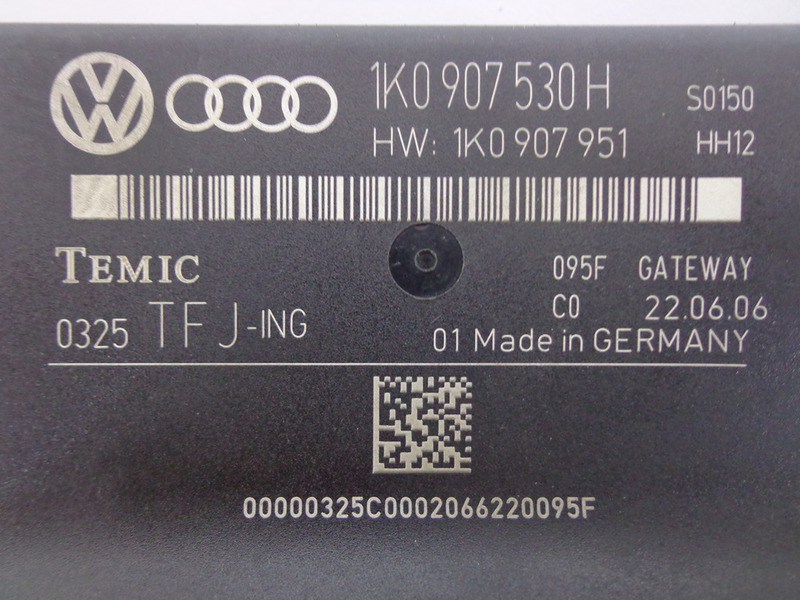 1K0 907 530 H S0150
HW: 1K0 907 951 HH12
TEMIC 095F GATEWAY
C0 22.06.06
0325 TFJ-ING 01 Made in GERMANY
00000325C0002066220095F